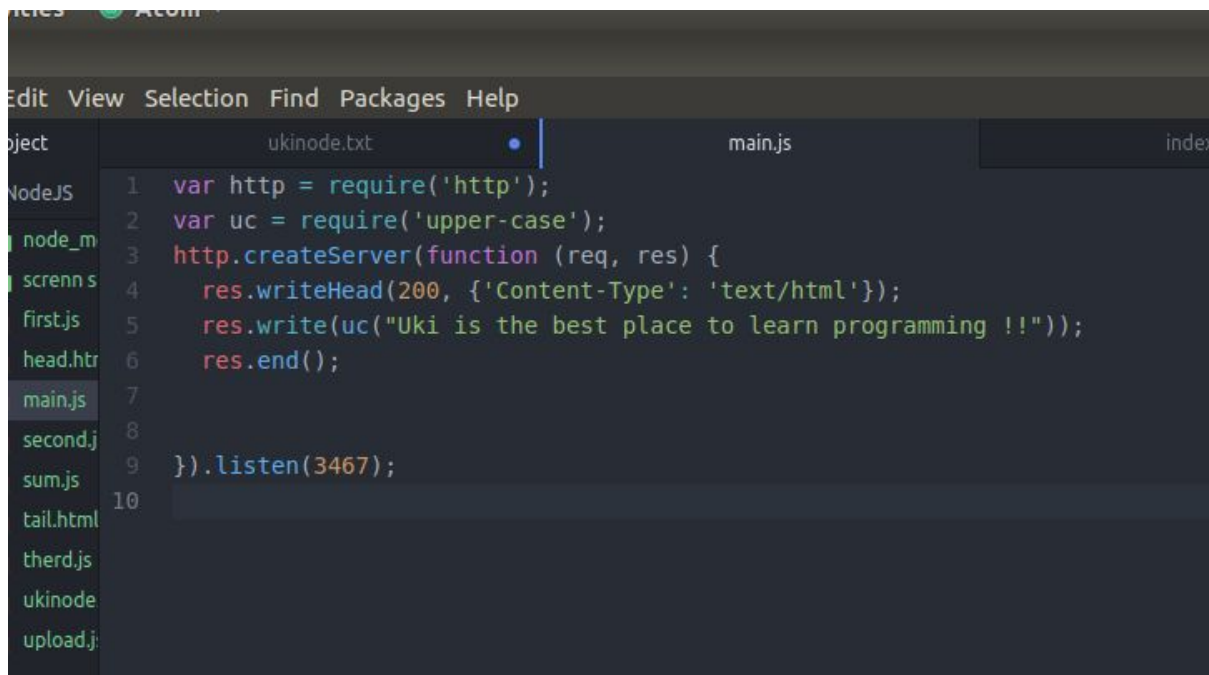 Atom
Edit View Selection Find Packages Help
ukinode.txt main.js
NodeJS
1 var http = require('http');
2 var uc = require('upper-case');
3 http.createServer(function (req, res) {
4 res.writeHead(200, {'Content-Type': 'text/html'});
5 res.write(uc("Uki is the best place to learn programming !!"));
6 res.end();
7
8
9 }).listen(3467);
10
node_m
screnn s
first.js
head.htm
main.js
second.j
sum.js
tail.html
therd.js
ukinode
upload.j